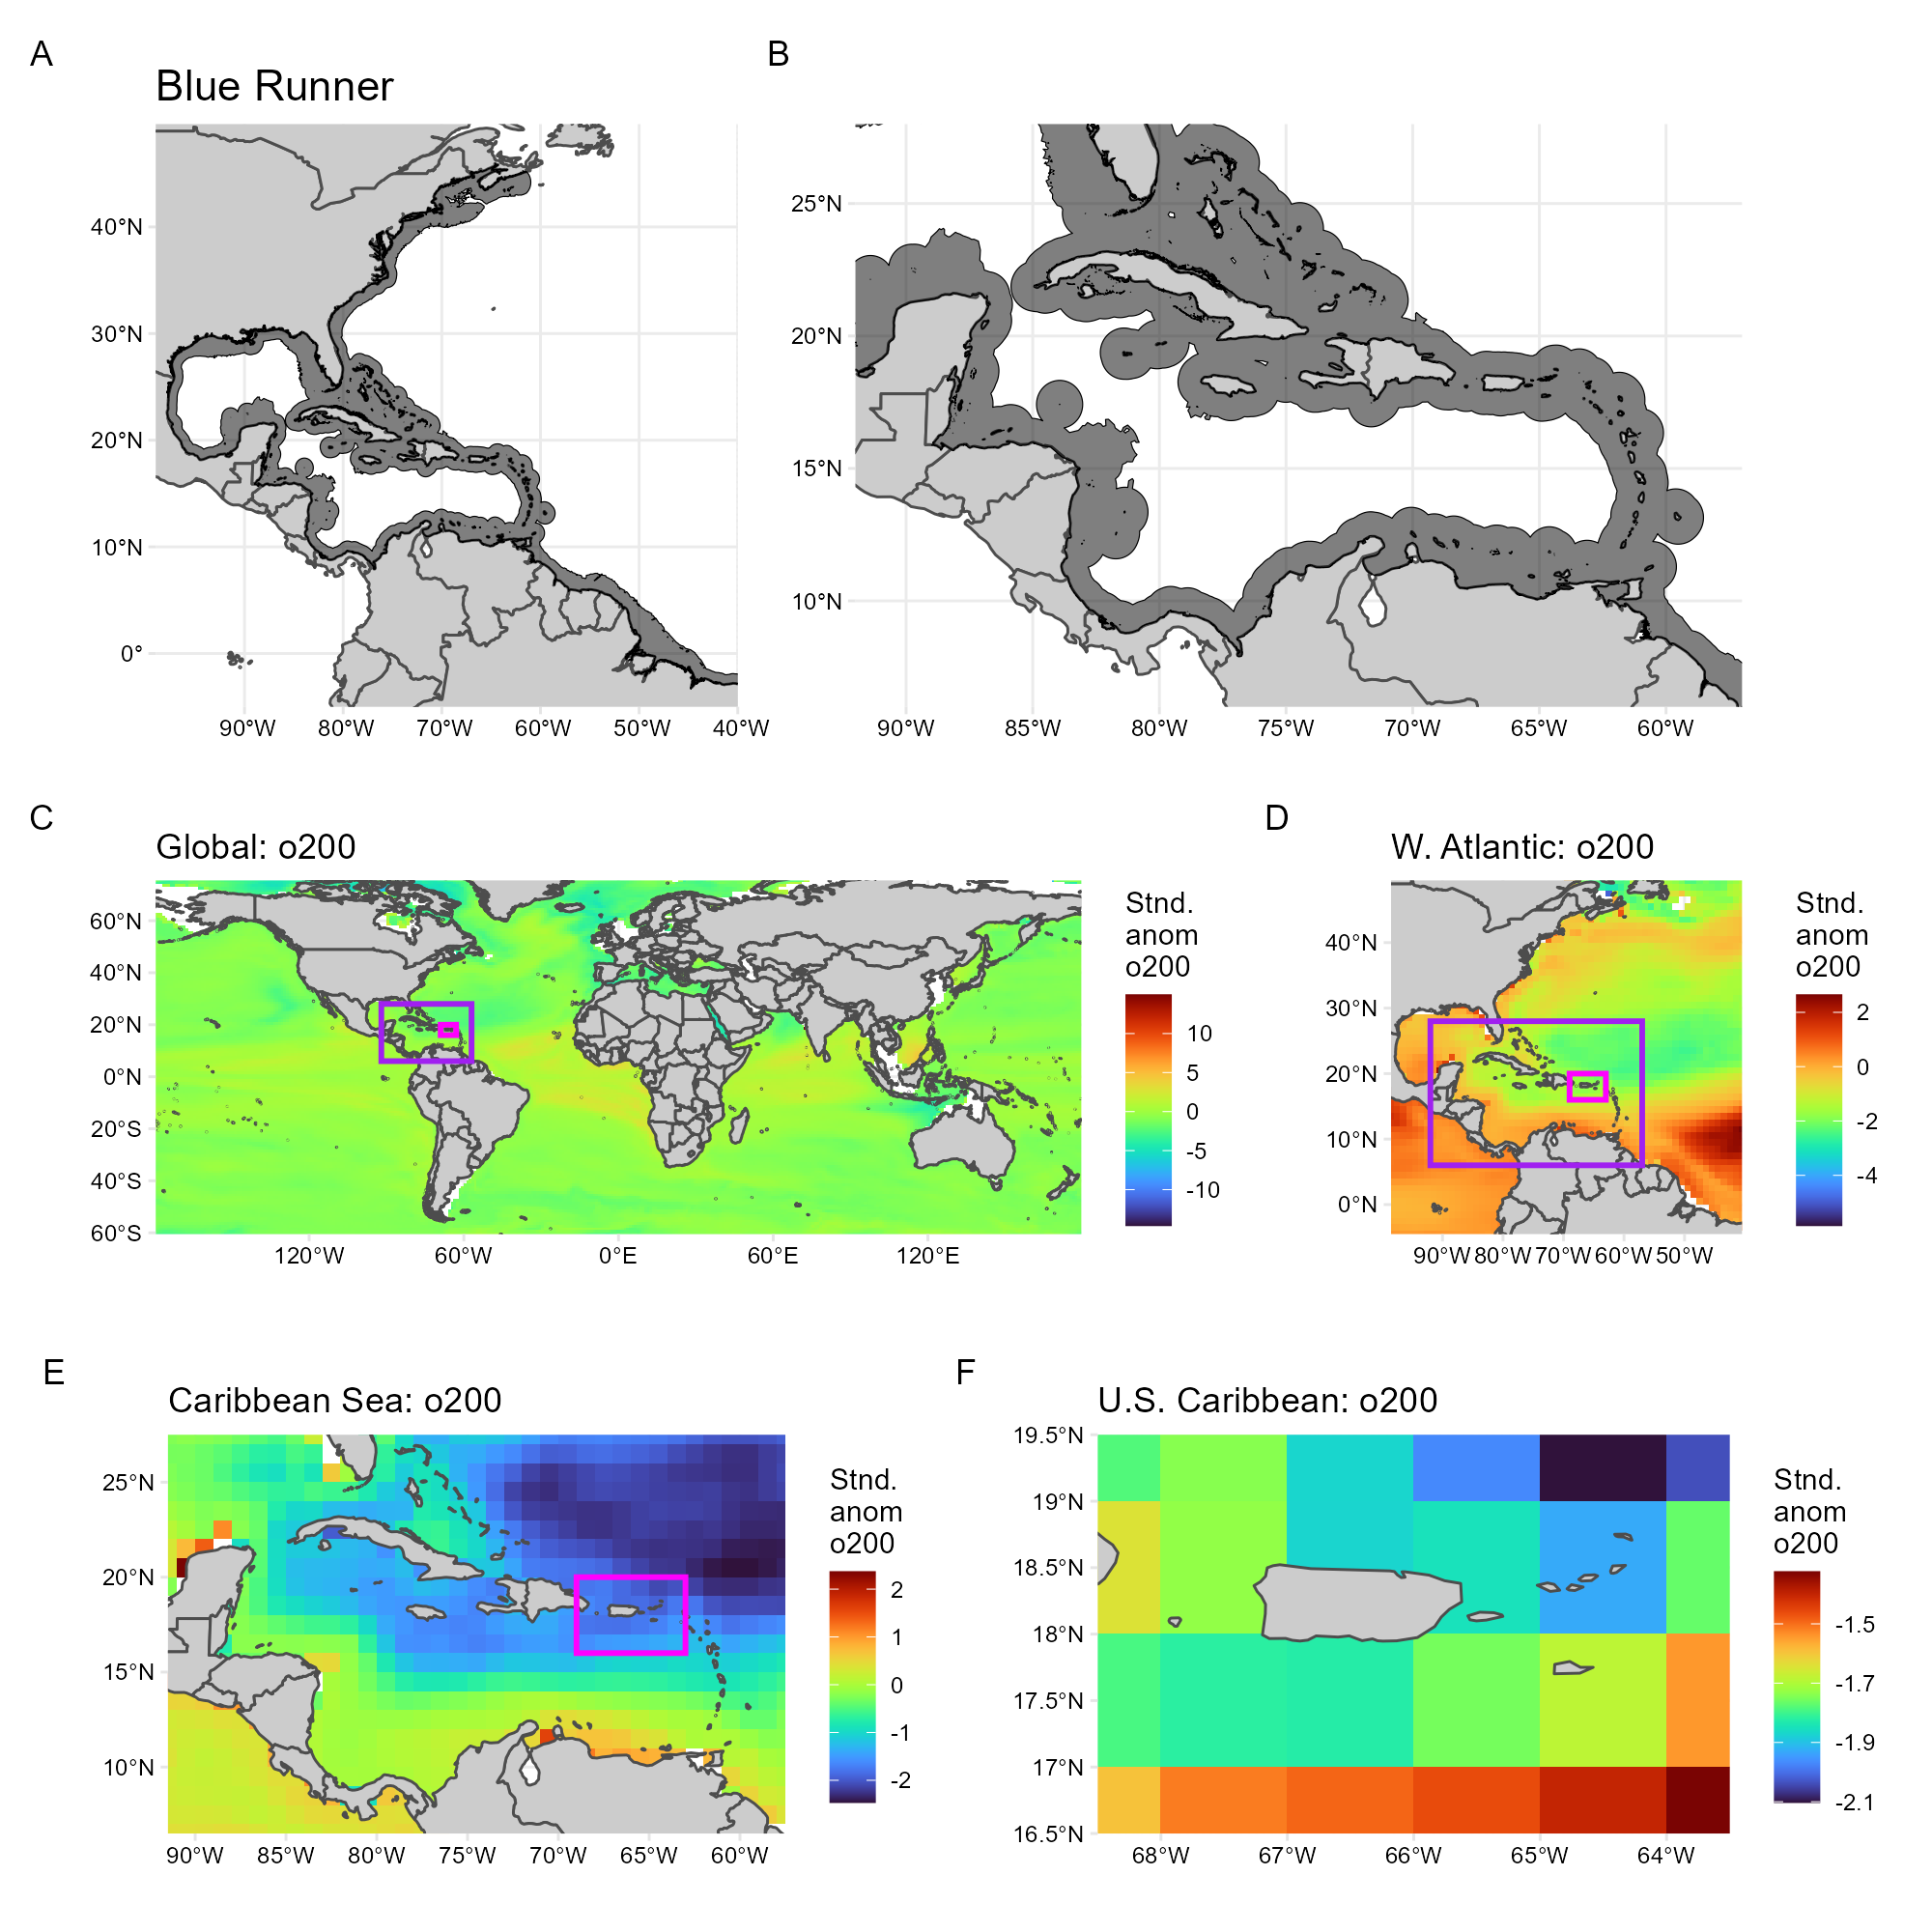 A
B
Blue Runner
40°N
30°N
20°N
10°N
0°
90°W 80°W 70°W 60°W 50°W 40°W
25°N
20°N
15°N
10°N
90°W 85°W 80°W 75°W 70°W 65°W 60°W
C
D
Global: o200
60°N
40°N
20°N
0°N
20°S
40°S
60°S
120°W 60°W 0°E 60°E 120°E
Stnd.
anom
o200
10
5
0
-5
-10
W. Atlantic: o200
40°N
30°N
20°N
10°N
0°N
90°W 80°W 70°W 60°W 50°W
Stnd.
anom
o200
2
0
-2
-4
E
F
Caribbean Sea: o200
25°N
20°N
15°N
10°N
90°W 85°W 80°W 75°W 70°W 65°W 60°W
Stnd.
anom
o200
2
1
0
-1
-2
U.S. Caribbean: o200
19.5°N
19°N
18.5°N
18°N
17.5°N
17°N
16.5°N
68°W 67°W 66°W 65°W 64°W
Stnd.
anom
o200
-1.5
-1.7
-1.9
-2.1